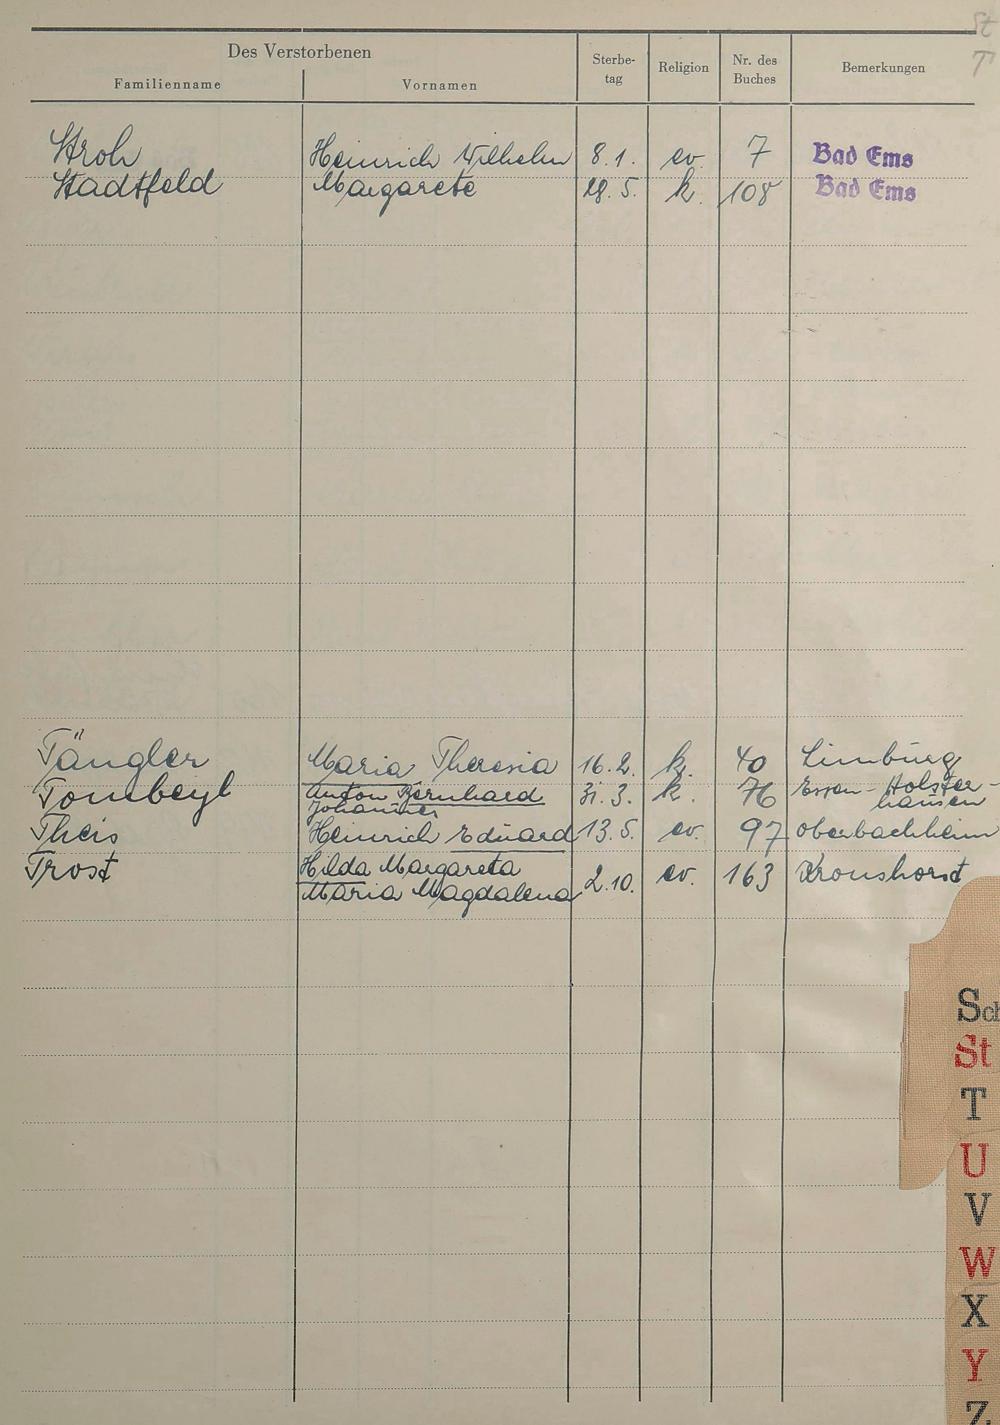 St
T
Des Verstorbenen
Familienname Vornamen Sterbe-tag Religion Nr. des Buches Bemerkungen
Stroh Heinrich Wilhelm 8.1. ev. 7 Bad Ems
Stadtfeld Margarete 28.5. k. 108 Bad Ems
Tängler Maria Theresia 16.2. k. 40 Limburg
Tombeyl Anton Bernhard Johannes 31.3. k. 76 Essen-Holsterhausen
Theis Heinrich Eduard 13.5. ev. 97 Oberbachheim
Trost Hilda Margareta
Maria Magdalena 2.10. ev. 163 Kronshorst
Sch
St
T
U
V
W
X
Y
Z